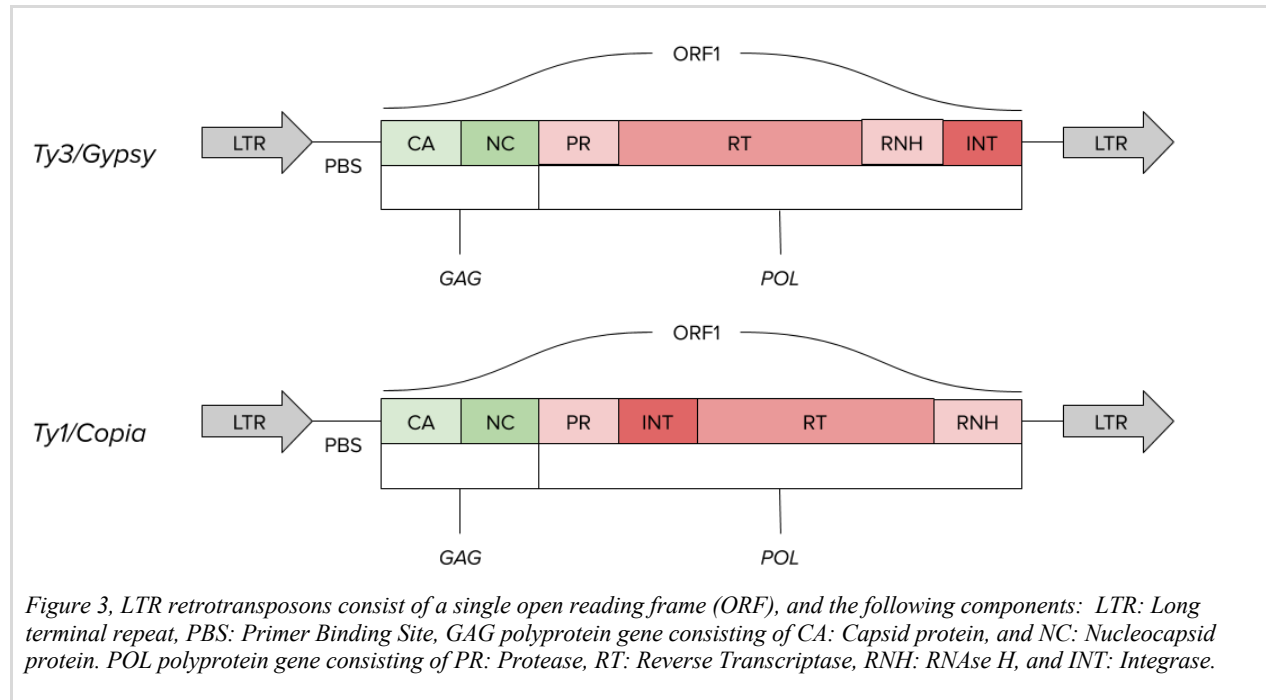 ORF1
Ty3/Gypsy
LTR
PBS
CA
NC
PR
RT
RNH
INT
LTR
GAG
POL
ORF1
Ty1/Copia
LTR
PBS
CA
NC
PR
INT
RT
RNH
LTR
GAG
POL
Figure 3, LTR retrotransposons consist of a single open reading frame (ORF), and the following components: LTR: Long
terminal repeat, PBS: Primer Binding Site, GAG polyprotein gene consisting of CA: Capsid protein, and NC: Nucleocapsid
protein. POL polyprotein gene consisting of PR: Protease, RT: Reverse Transcriptase, RNH: RNAse H, and INT: Integrase.